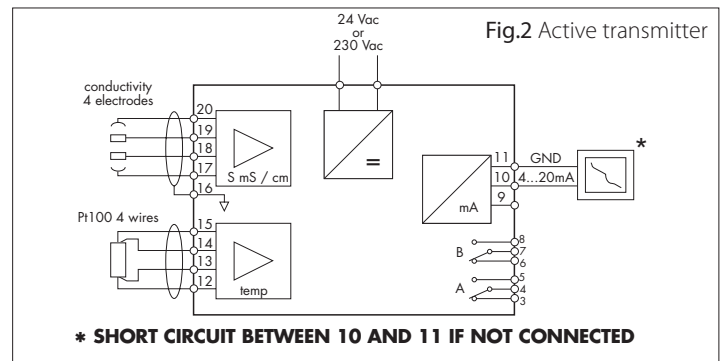 Fig.2 Active transmitter
24 Vac
or
230 Vac
conductivity
4 electrodes
20
19
18
17
16
S mS / cm
=
11 GND
10 4...20mA
9
mA
*
Pt100 4 wires
15
14
13
12
temp
B
8
7
6
A
5
4
3
* SHORT CIRCUIT BETWEEN 10 AND 11 IF NOT CONNECTED